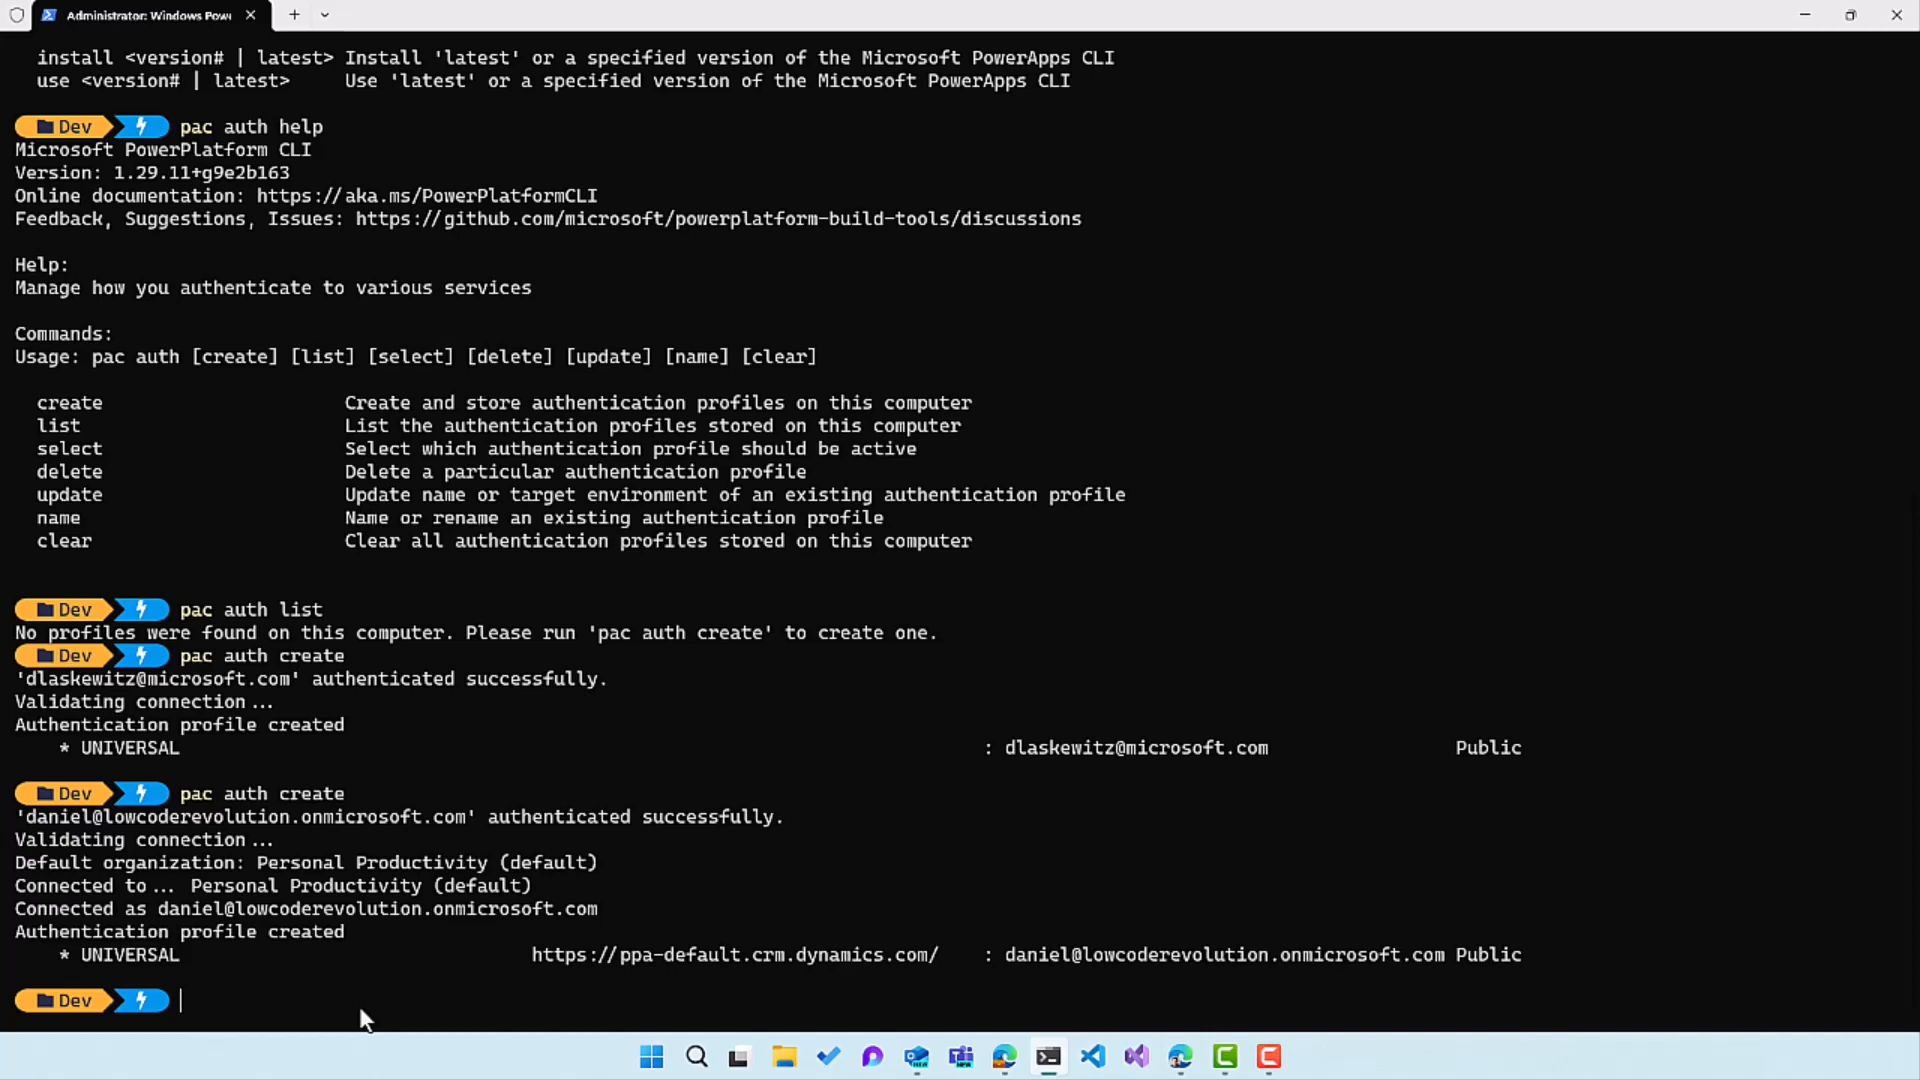 Administrator: Windows Pow
install <version# | latest> Install 'latest' or a specified version of the Microsoft PowerApps CLI
use <version# | latest> Use 'latest' or a specified version of the Microsoft PowerApps CLI
Dev pac auth help
Microsoft PowerPlatform CLI
Version: 1.29.11+g9e2b163
Online documentation: https://aka.ms/PowerPlatformCLI
Feedback, Suggestions, Issues: https://github.com/microsoft/powerplatform-build-tools/discussions
Help:
Manage how you authenticate to various services
Commands:
Usage: pac auth [create] [list] [select] [delete] [update] [name] [clear]
create Create and store authentication profiles on this computer
list List the authentication profiles stored on this computer
select Select which authentication profile should be active
delete Delete a particular authentication profile
update Update name or target environment of an existing authentication profile
name Name or rename an existing authentication profile
clear Clear all authentication profiles stored on this computer
Dev pac auth list
No profiles were found on this computer. Please run 'pac auth create' to create one.
Dev pac auth create
'dlaskewitz@microsoft.com' authenticated successfully.
Validating connection...
Authentication profile created
* UNIVERSAL : dlaskewitz@microsoft.com Public
Dev pac auth create
'daniel@lowcoderevolution.onmicrosoft.com' authenticated successfully.
Validating connection...
Default organization: Personal Productivity (default)
Connected to... Personal Productivity (default)
Connected as daniel@lowcoderevolution.onmicrosoft.com
Authentication profile created
* UNIVERSAL https://ppa-default.crm.dynamics.com/ : daniel@lowcoderevolution.onmicrosoft.com Public
Dev